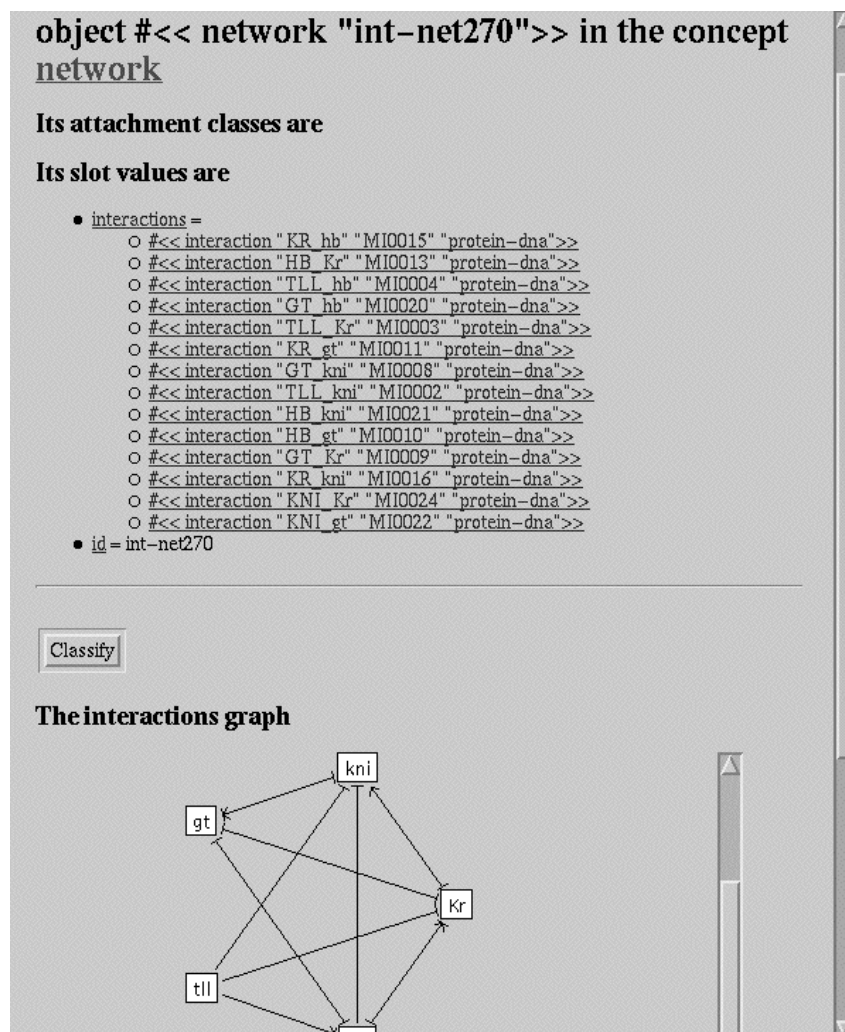 object #<< network "int-net270">> in the concept
network
Its attachment classes are
Its slot values are
interactions =
#<< interaction "KR_hb" "MI0015" "protein-dna">>
#<< interaction "HB_Kr" "MI0013" "protein-dna">>
#<< interaction "TLL_hb" "MI0004" "protein-dna">>
#<< interaction "GT_hb" "MI0020" "protein-dna">>
#<< interaction "TLL_Kr" "MI0003" "protein-dna">>
#<< interaction "KR_gt" "MI0011" "protein-dna">>
#<< interaction "GT_kni" "MI0008" "protein-dna">>
#<< interaction "TLL_kni" "MI0002" "protein-dna">>
#<< interaction "HB_kni" "MI0021" "protein-dna">>
#<< interaction "HB_gt" "MI0010" "protein-dna">>
#<< interaction "GT_Kr" "MI0009" "protein-dna">>
#<< interaction "KR_kni" "MI0016" "protein-dna">>
#<< interaction "KNI_Kr" "MI0024" "protein-dna">>
#<< interaction "KNI_gt" "MI0022" "protein-dna">>
id = int-net270
Classify
The interactions graph
kni
gt
Kr
tll